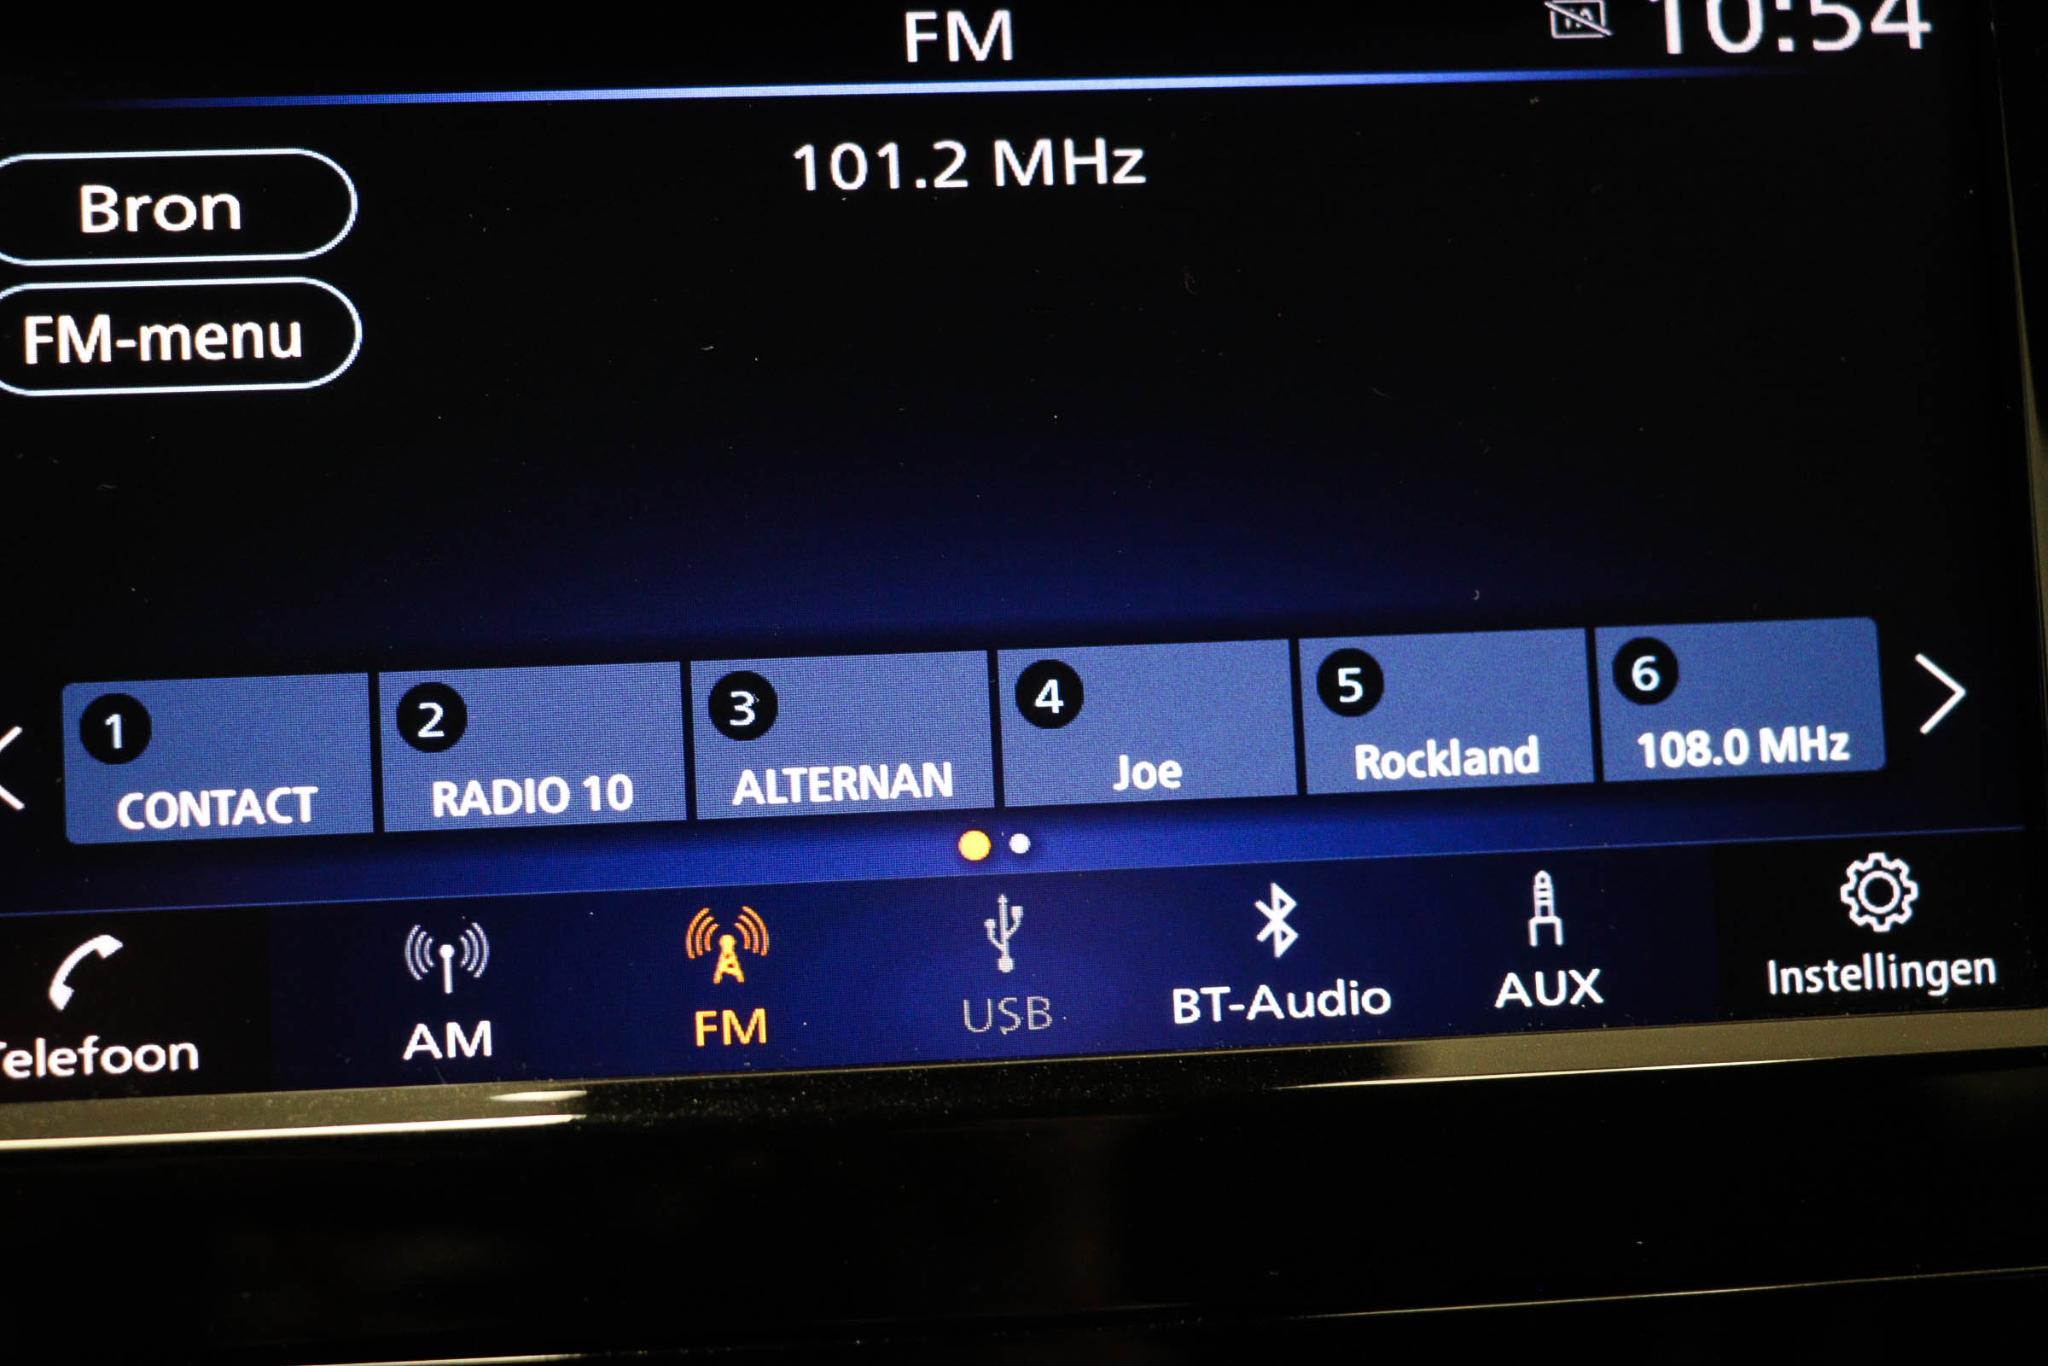 FM
10:54
101.2 MHz
Bron
FM-menu
1
CONTACT
2
RADIO 10
3
ALTERNAN
4
Joe
5
Rockland
6
108.0 MHz
Telefoon
AM
FM
USB
BT-Audio
AUX
Instellingen